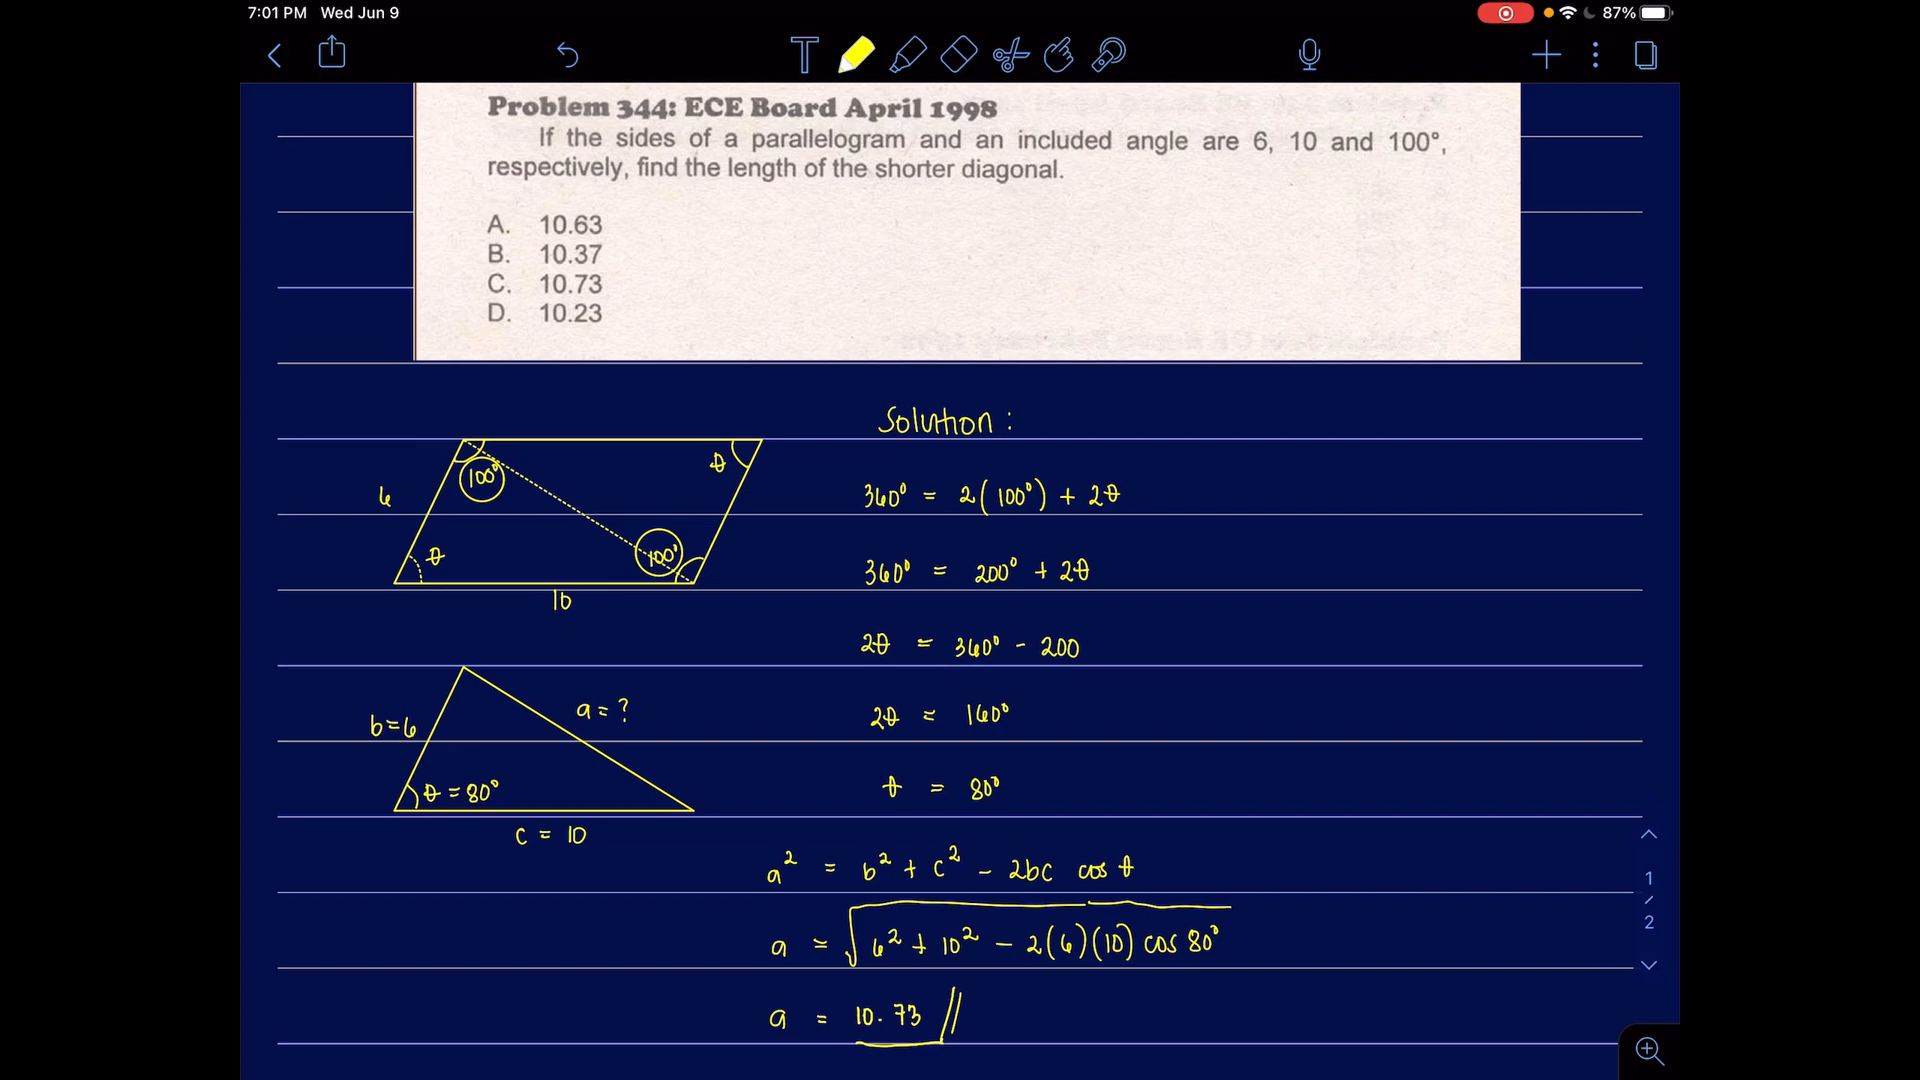 7:01 PM Wed Jun 9
87%
Problem 344: ECE Board April 1998
If the sides of a parallelogram and an included angle are 6, 10 and 100°,
respectively, find the length of the shorter diagonal.
A. 10.63
B. 10.37
C. 10.73
D. 10.23
Solution :
100°
θ
6
θ
100°
10
360° = 2(100°) + 2θ
360° = 200° + 2θ
2θ = 360° - 200
2θ = 160°
θ = 80°
a = ?
b = 6
θ = 80°
c = 10
a² = b² + c² - 2bc cos θ
a = √6² + 10² - 2(6)(10) cos 80°
a = 10.73 //
1
/
2